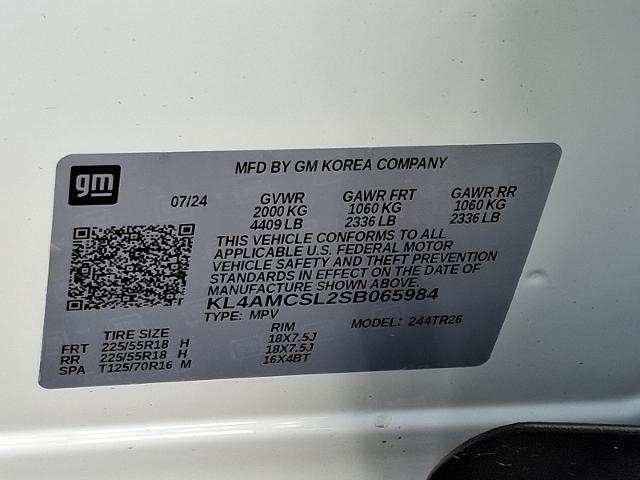 gm
MFD BY GM KOREA COMPANY
07/24 GVWR GAWR FRT GAWR RR
2000 KG 1060 KG 1060 KG
4409 LB 2336 LB 2336 LB
THIS VEHICLE CONFORMS TO ALL
APPLICABLE U.S. FEDERAL MOTOR
VEHICLE SAFETY AND THEFT PREVENTION
STANDARDS IN EFFECT ON THE DATE OF
MANUFACTURE SHOWN ABOVE.
KL4AMCSL2SB065984
TYPE: MPV MODEL: 244TR26
TIRE SIZE RIM
FRT 225/55R18 H 18X7.5J
RR 225/55R18 H 18X7.5J
SPA T125/70R16 M 16X4BT